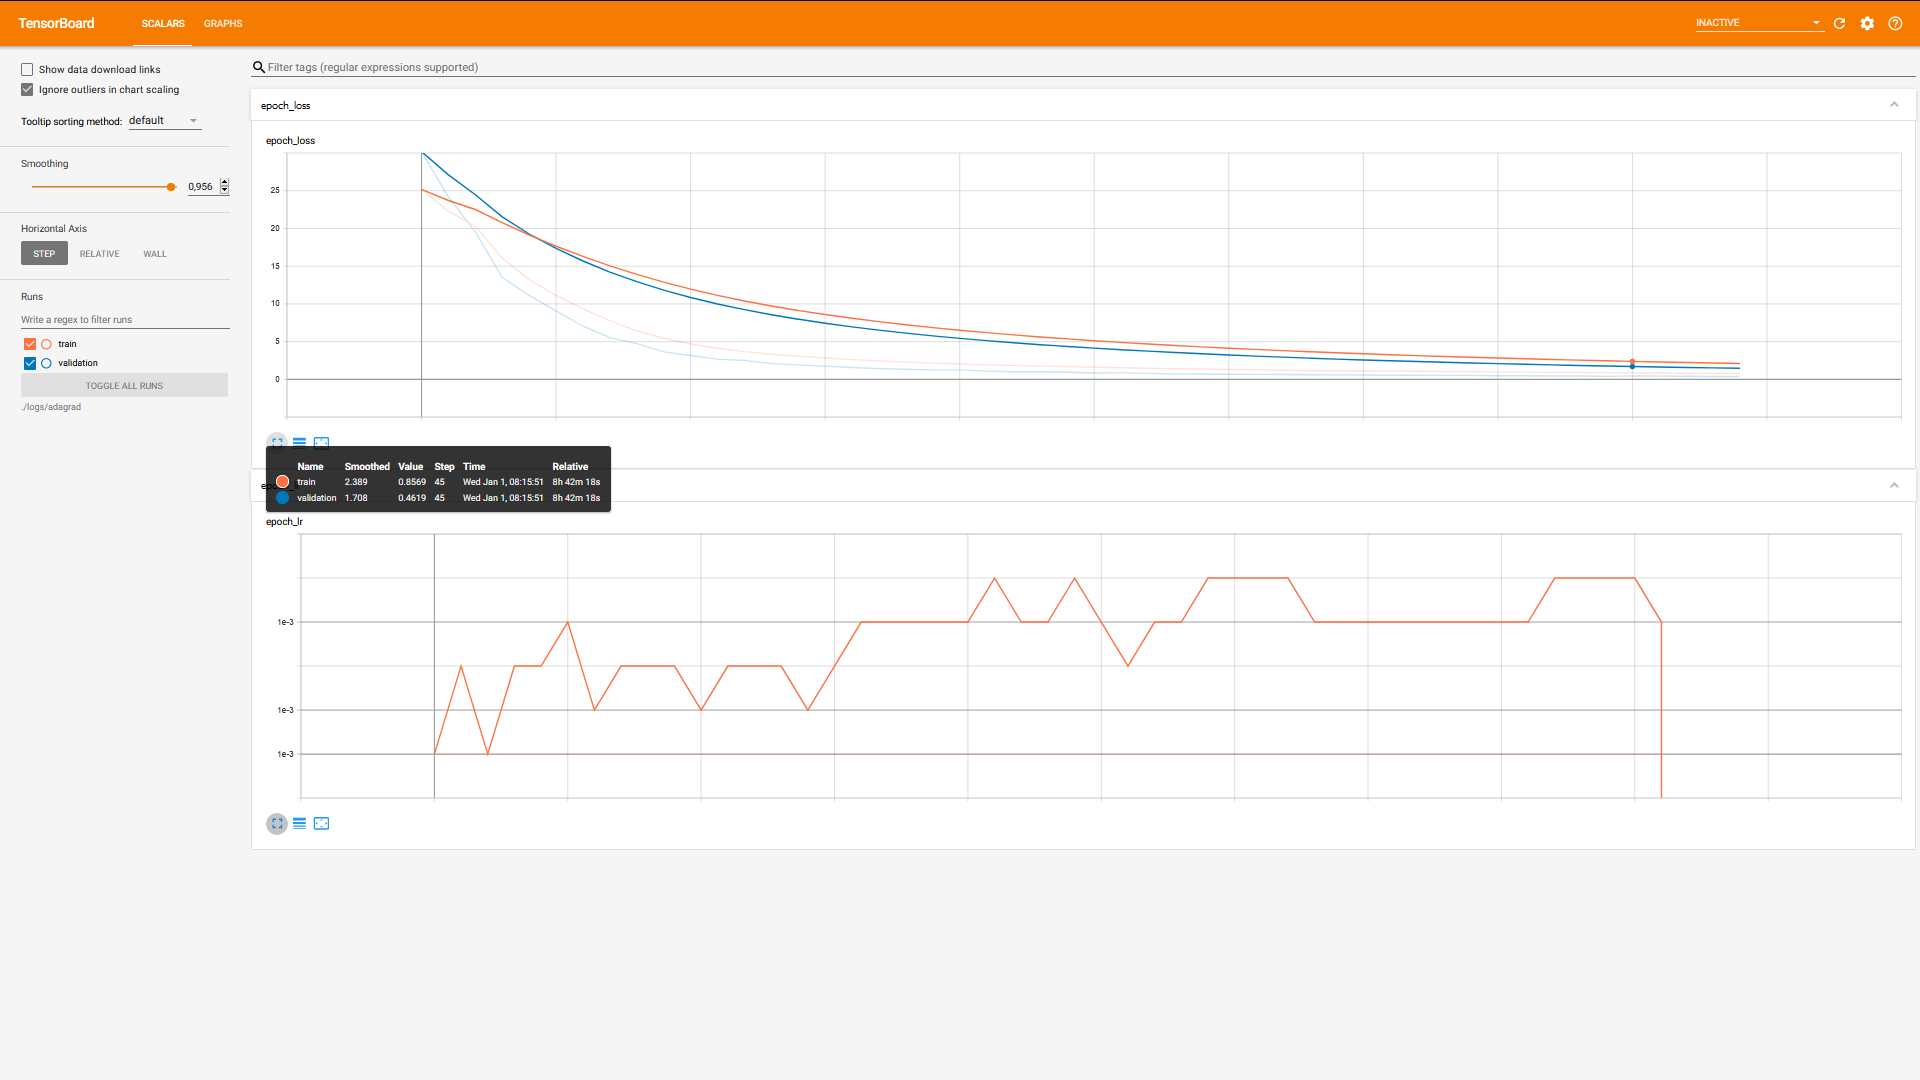 TensorBoard
SCALARS
GRAPHS
INACTIVE
Show data download links
Ignore outliers in chart scaling
Tooltip sorting method: default
Smoothing
0,956
Horizontal Axis
STEP
RELATIVE
WALL
Runs
Write a regex to filter runs
train
validation
TOGGLE ALL RUNS
./logs/adagrad
Filter tags (regular expressions supported)
epoch_loss
epoch_loss
25
20
15
10
5
0
Name Smoothed Value Step Time Relative
train 2.389 0.8569 45 Wed Jan 1, 08:15:51 8h 42m 18s
validation 1.708 0.4619 45 Wed Jan 1, 08:15:51 8h 42m 18s
epoch_lr
1e-3
1e-3
1e-3